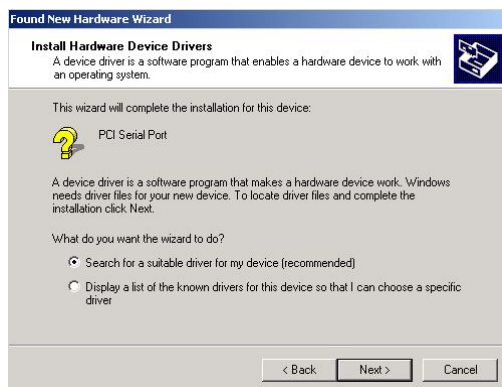 Found New Hardware Wizard
Install Hardware Device Drivers
A device driver is a software program that enables a hardware device to work with
an operating system.
This wizard will complete the installation for this device:
PCI Serial Port
A device driver is a software program that makes a hardware device work. Windows
needs driver files for your new device. To locate driver files and complete the
installation click Next.
What do you want the wizard to do?
Search for a suitable driver for my device (recommended)
Display a list of the known drivers for this device so that I can choose a specific
driver
< Back Next > Cancel